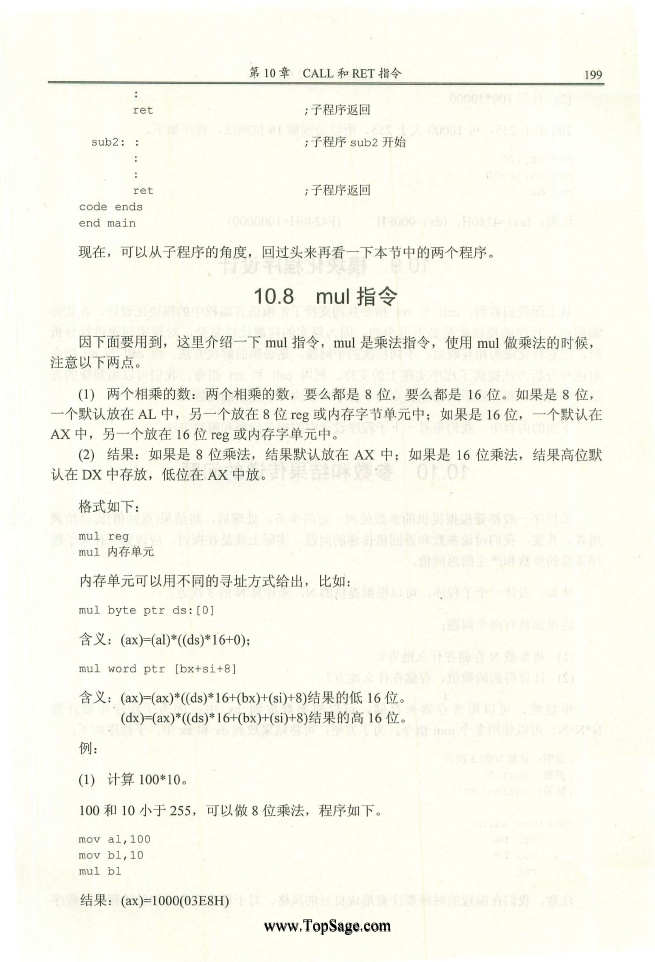 第 10 章 CALL 和 RET 指令 199
:
ret ;子程序返回
sub2: : ;子程序 sub2 开始
:
:
ret ;子程序返回
code ends
end main
现在，可以从子程序的角度，回过头来再看一下本节中的两个程序。
10.8 mul 指令
因下面要用到，这里介绍一下 mul 指令，mul 是乘法指令，使用 mul 做乘法的时候，
注意以下两点。
(1) 两个相乘的数：两个相乘的数，要么都是 8 位，要么都是 16 位。如果是 8 位，
一个默认放在 AL 中，另一个放在 8 位 reg 或内存字节单元中；如果是 16 位，一个默认在
AX 中，另一个放在 16 位 reg 或内存字单元中。
(2) 结果：如果是 8 位乘法，结果默认放在 AX 中；如果是 16 位乘法，结果高位默
认在 DX 中存放，低位在 AX 中放。
格式如下：
mul reg
mul 内存单元
内存单元可以用不同的寻址方式给出，比如：
mul byte ptr ds:[0]
含义：(ax)=(al)*((ds)*16+0);
mul word ptr [bx+si+8]
含义：(ax)=(ax)*((ds)*16+(bx)+(si)+8)结果的低 16 位。
(dx)=(ax)*((ds)*16+(bx)+(si)+8)结果的高 16 位。
例：
(1) 计算 100*10。
100 和 10 小于 255，可以做 8 位乘法，程序如下。
mov al,100
mov bl,10
mul bl
结果：(ax)=1000(03E8H)
www.TopSage.com